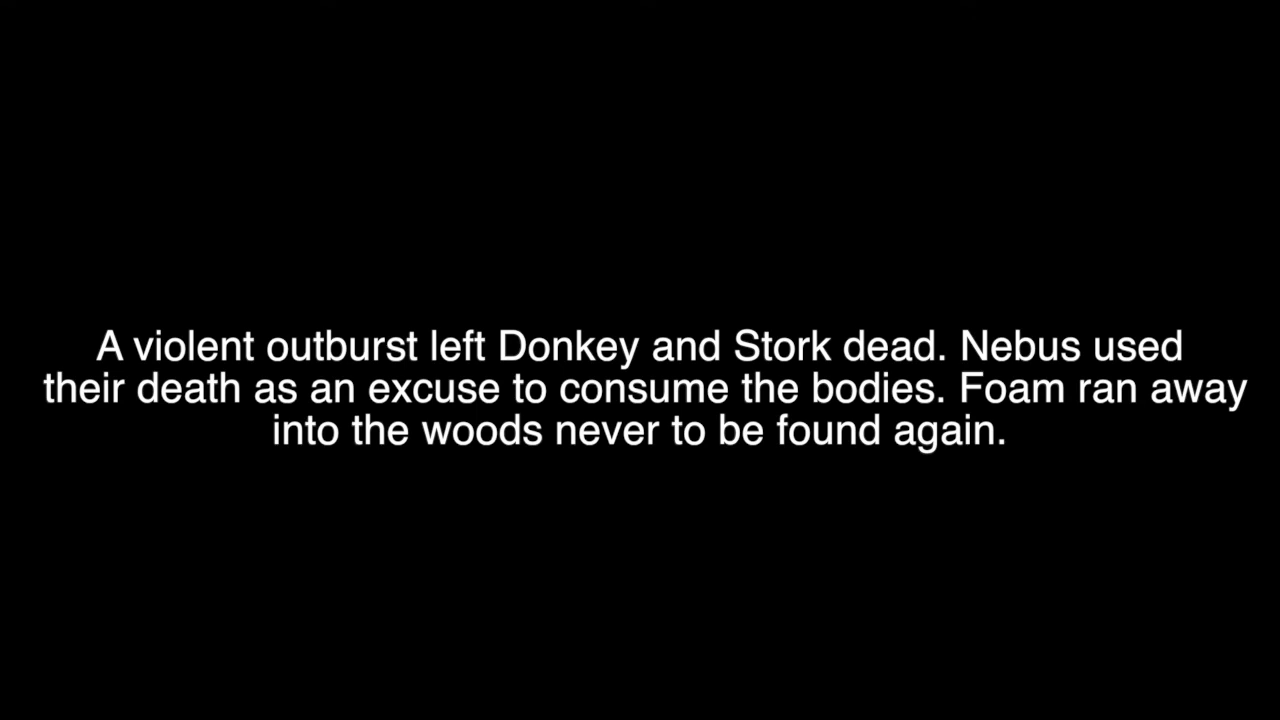 A violent outburst left Donkey and Stork dead. Nebus used
their death as an excuse to consume the bodies. Foam ran away
into the woods never to be found again.